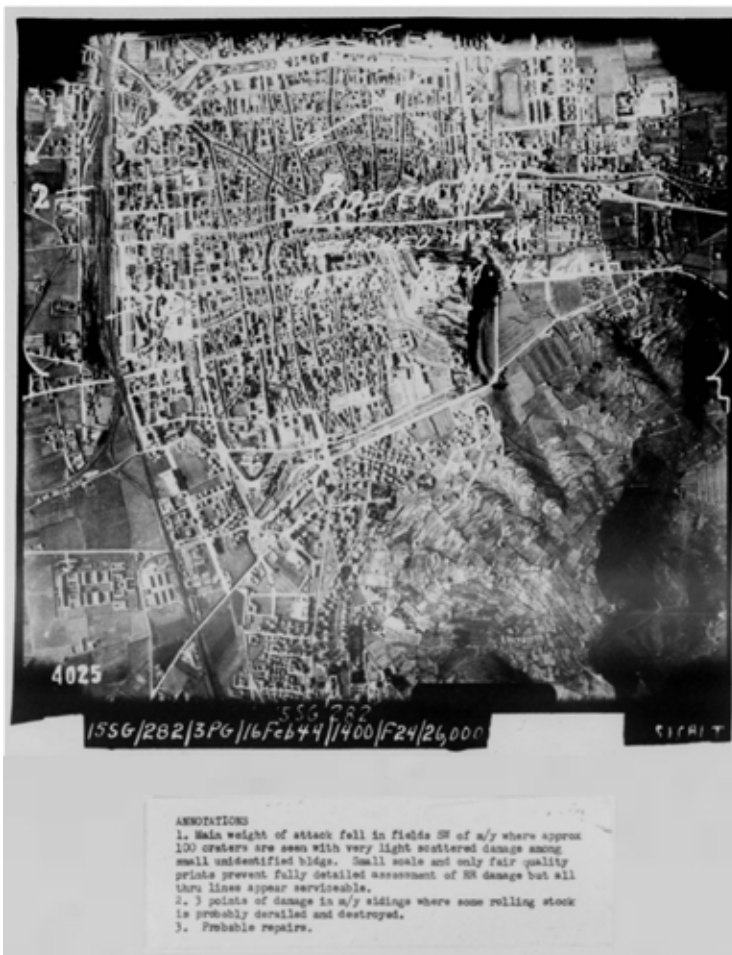 2
4025
5SG 282
15SG/282/3PG/16Feb44/1400/F24/26,000
ANNOTATIONS
1. Main weight of attack fell in fields SW of m/y where approx
100 craters are seen with very light scattered damage among
small unidentified bldgs. Small scale and only fair quality
prints prevent fully detailed assessment of RR damage but all
thru lines appear serviceable.
2. 3 points of damage in m/y sidings where some rolling stock
is probably derailed and destroyed.
3. Probable repairs.